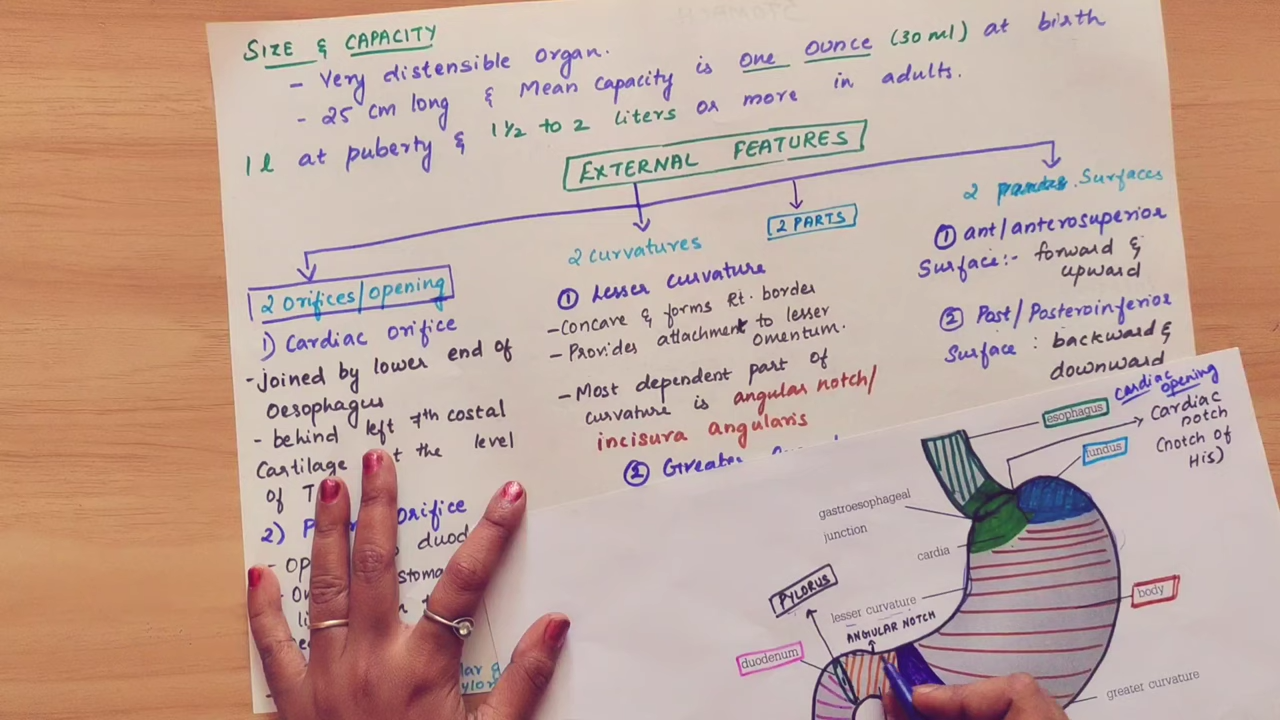 SIZE & CAPACITY
- Very distensible organ.
- 25 cm long & Mean capacity is one ounce (30 ml) at birth
1 l at puberty & 1 1/2 to 2 liters or more in adults.
EXTERNAL FEATURES
2 orifices/opening
1) Cardiac orifice
- Joined by lower end of
oesophagus
- behind left 7th costal
Cartilage the level
of
2) orifice
2 curvatures
① Lesser curvature
- Concave & forms Rt. border
- Provides attachment to lesser
omentum.
- Most dependent part of
curvature is angular notch/
incisura angularis
② Greater
2 PARTS
2 Surfaces
① ant/anterosuperior
Surface:- forward &
upward
② Post/Posteroinferior
Surface : backward &
downward
Cardiac opening
esophagus
Cardiac
notch
(notch of
His)
fundus
gastroesophageal
junction
cardia
PYLORUS
lesser curvature
ANGULAR NOTCH
body
duodenum
greater curvature